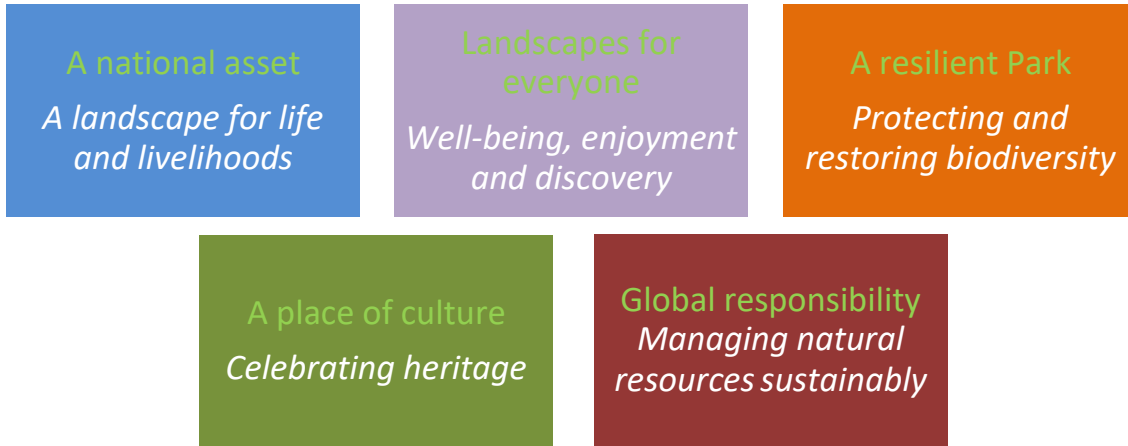 A national asset
A landscape for life
and livelihoods
Landscapes for
everyone
Well-being, enjoyment
and discovery
A resilient Park
Protecting and
restoring biodiversity
A place of culture
Celebrating heritage
Global responsibility
Managing natural
resources sustainably